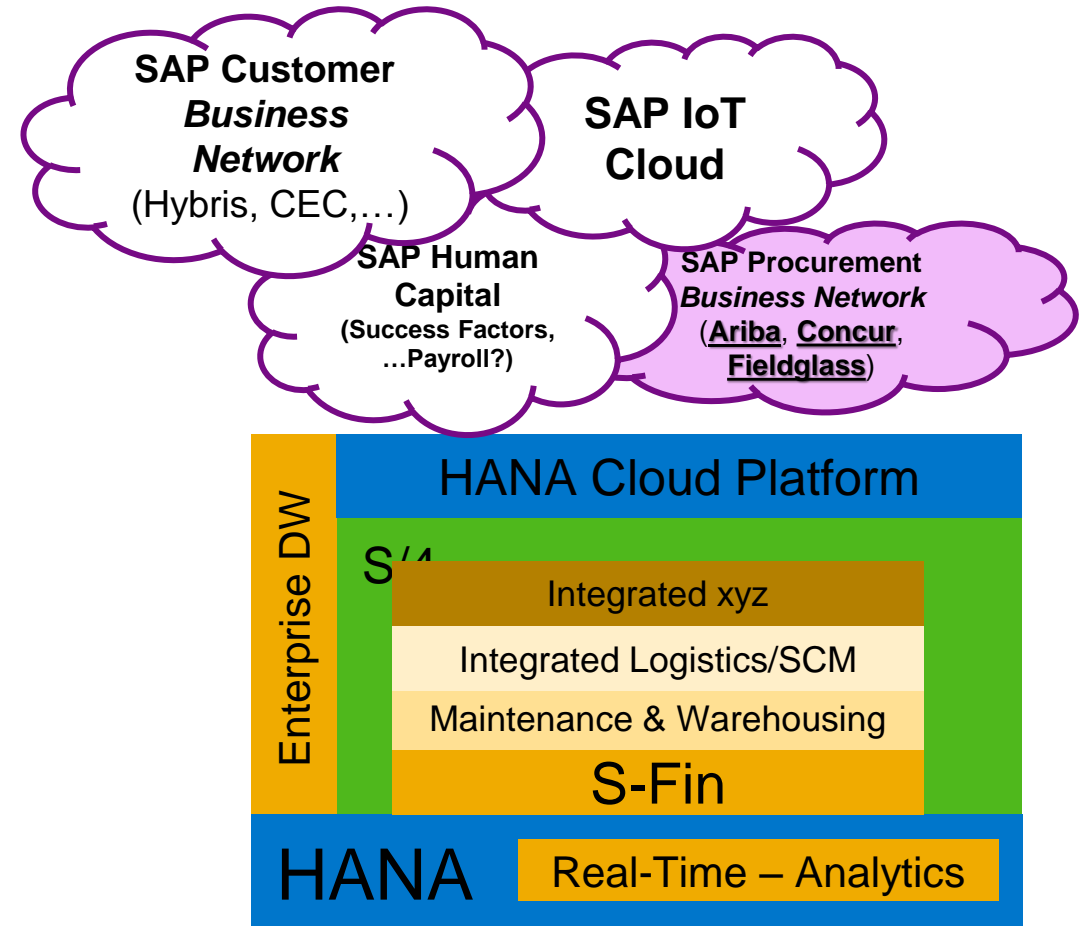 SAP Customer
Business
Network
(Hybris, CEC,…)
SAP IoT
Cloud
SAP Human
Capital
(Success Factors,
…Payroll?)
SAP Procurement
Business Network
(Ariba, Concur,
Fieldglass)
HANA Cloud Platform
Enterprise DW
S/4
Integrated xyz
Integrated Logistics/SCM
Maintenance & Warehousing
S-Fin
HANA
Real-Time – Analytics